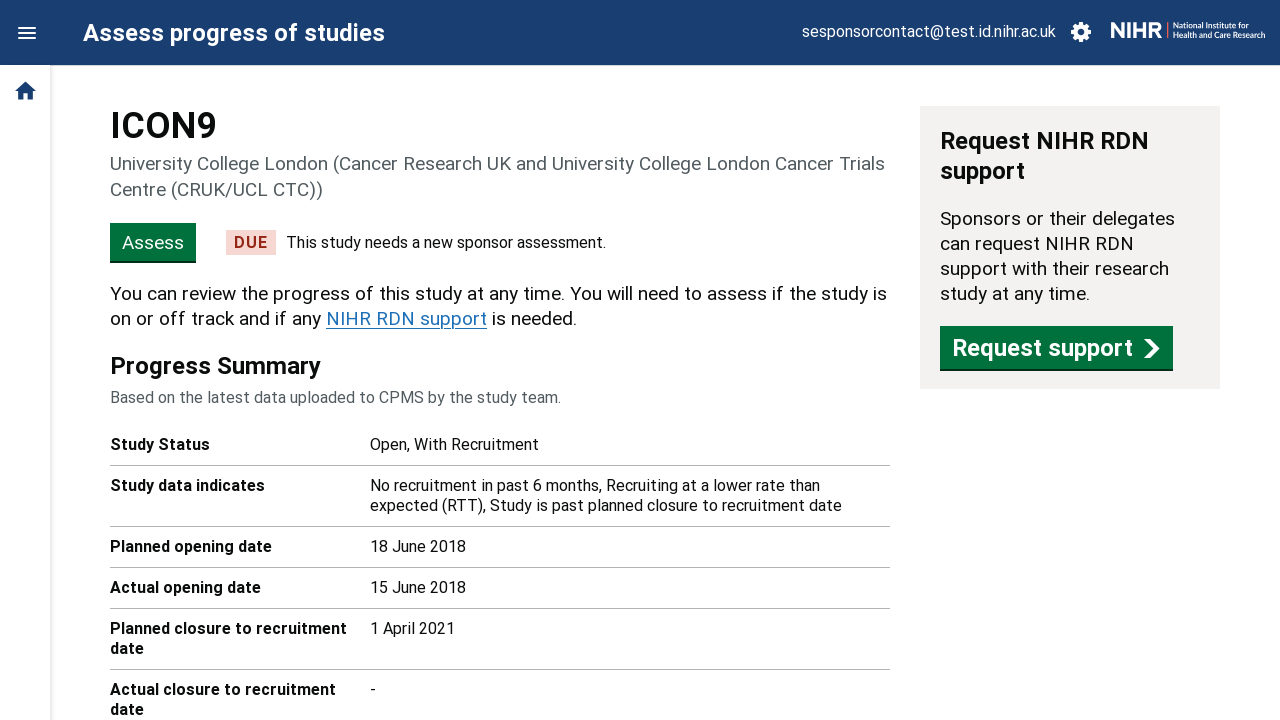 Assess progress of studies
sesponsorcontact@test.id.nihr.ac.uk
NIHR | National Institute for
Health and Care Research
ICON9
University College London (Cancer Research UK and University College London Cancer Trials
Centre (CRUK/UCL CTC))
Assess
DUE
This study needs a new sponsor assessment.
You can review the progress of this study at any time. You will need to assess if the study is
on or off track and if any NIHR RDN support is needed.
Progress Summary
Based on the latest data uploaded to CPMS by the study team.
Study Status
Open, With Recruitment
Study data indicates
No recruitment in past 6 months, Recruiting at a lower rate than
expected (RTT), Study is past planned closure to recruitment date
Planned opening date
18 June 2018
Actual opening date
15 June 2018
Planned closure to recruitment
date
1 April 2021
Actual closure to recruitment
date
-
Request NIHR RDN
support
Sponsors or their delegates
can request NIHR RDN
support with their research
study at any time.
Request support